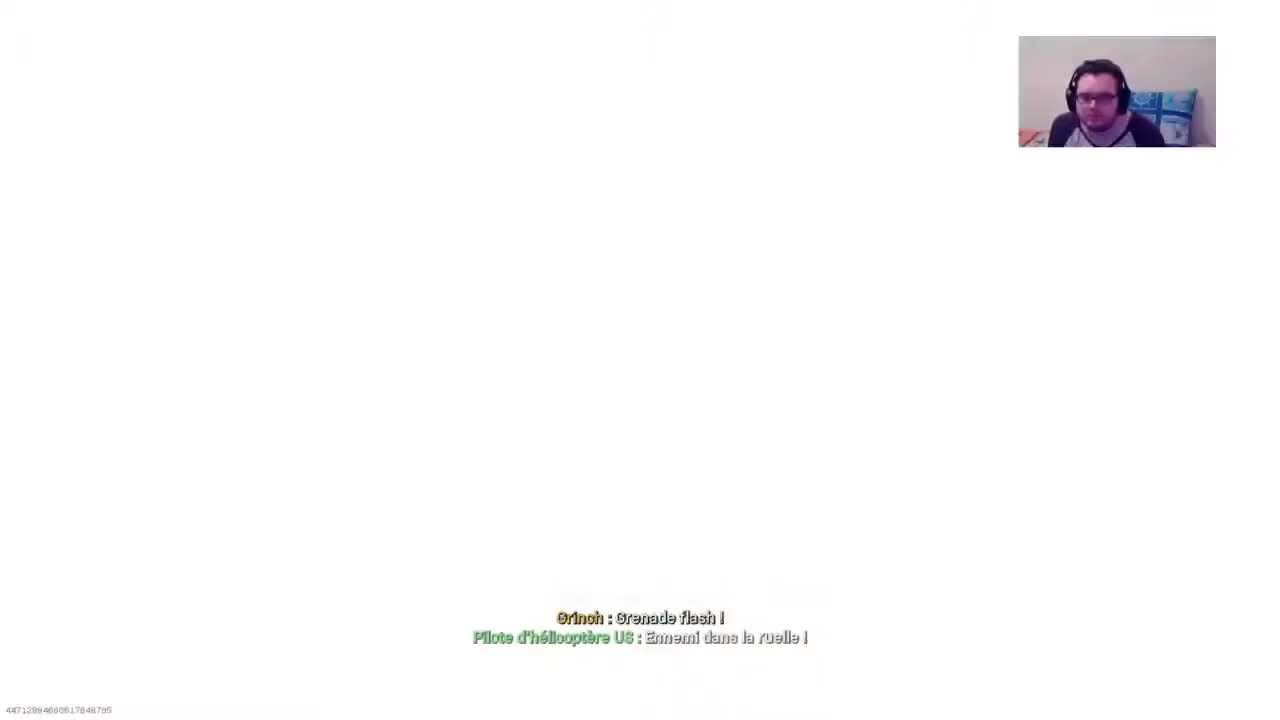 Grinch : Grenade flash !
Pilote d'hélicoptère US : Ennemi dans la ruelle !